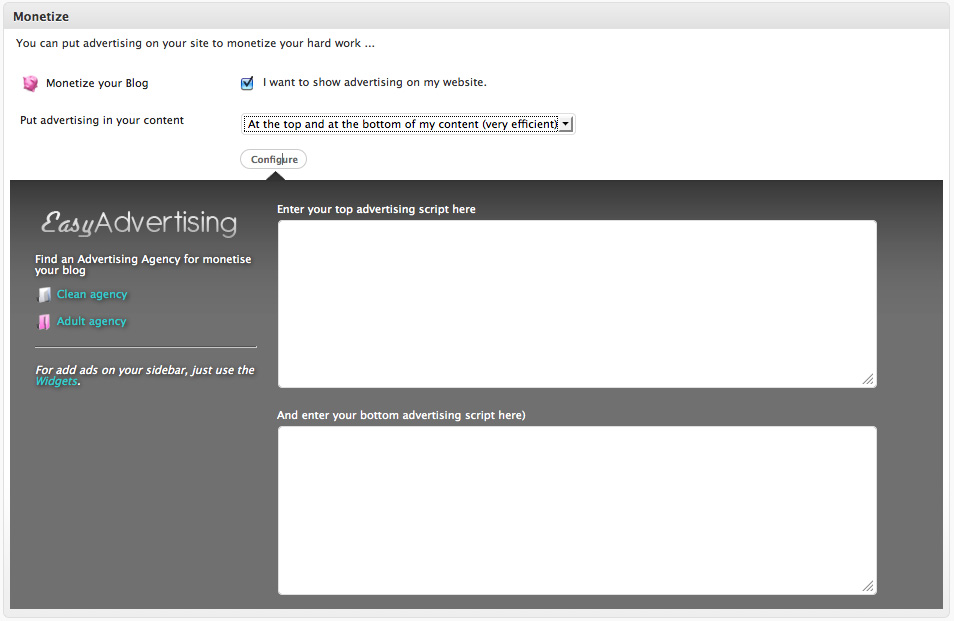 Monetize
You can put advertising on your site to monetize your hard work ...
Monetize your Blog
I want to show advertising on my website.
Put advertising in your content
At the top and at the bottom of my content (very efficient)
Configure
EasyAdvertising
Find an Advertising Agency for monetise
your blog
Clean agency
Adult agency
For add ads on your sidebar, just use the
Widgets.
Enter your top advertising script here
And enter your bottom advertising script here)